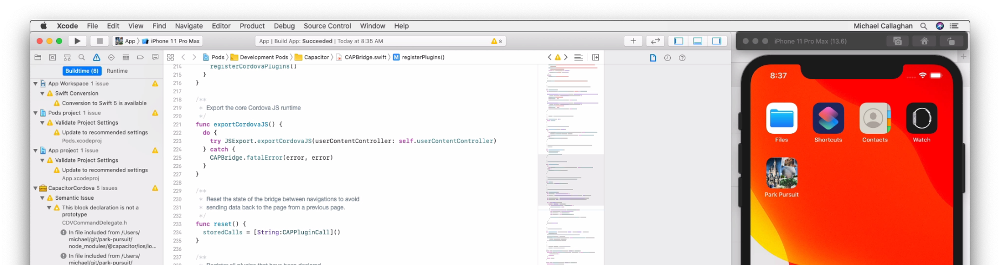 Xcode File Edit View Find Navigate Editor Product Debug Source Control Window Help Michael Callaghan
App 〉 iPhone 11 Pro Max App | Build App: Succeeded | Today at 8:35 AM 8 iPhone 11 Pro Max (13.6)
Pods 〉 Development Pods 〉 Capacitor 〉 CAPBridge.swift 〉 M registerPlugins()
Buildtime (8) Runtime
App Workspace 1 issue
Swift Conversion
Conversion to Swift 5 is available
Pods project 1 issue
Validate Project Settings
Update to recommended settings
Pods.xcodeproj
App project 1 issue
Validate Project Settings
Update to recommended settings
App.xcodeproj
CapacitorCordova 5 issues
Semantic Issue
This block declaration is not a
prototype
CDVCommandDelegate.h
In file included from /Users/
michael/git/park-pursuit/
node_modules/@capacitor/ios/io...
In file included from /Users/
michael/git/park-pursuit/
214 registerCordovaPlugins()
215 }
216 }
217
218 /**
219 * Export the core Cordova JS runtime
220 */
221 func exportCordovaJS() {
222 do {
223 try JSExport.exportCordovaJS(userContentController: self.userContentController)
224 } catch {
225 CAPBridge.fatalError(error, error)
226 }
227 }
228
229 /**
230 * Reset the state of the bridge between navigations to avoid
231 * sending data back to the page from a previous page.
232 */
233 func reset() {
234 storedCalls = [String:CAPPluginCall]()
235 }
236
237 /**
238 * Register all plugins that have been declared
8:37
Files Shortcuts Contacts Watch
Park Pursuit